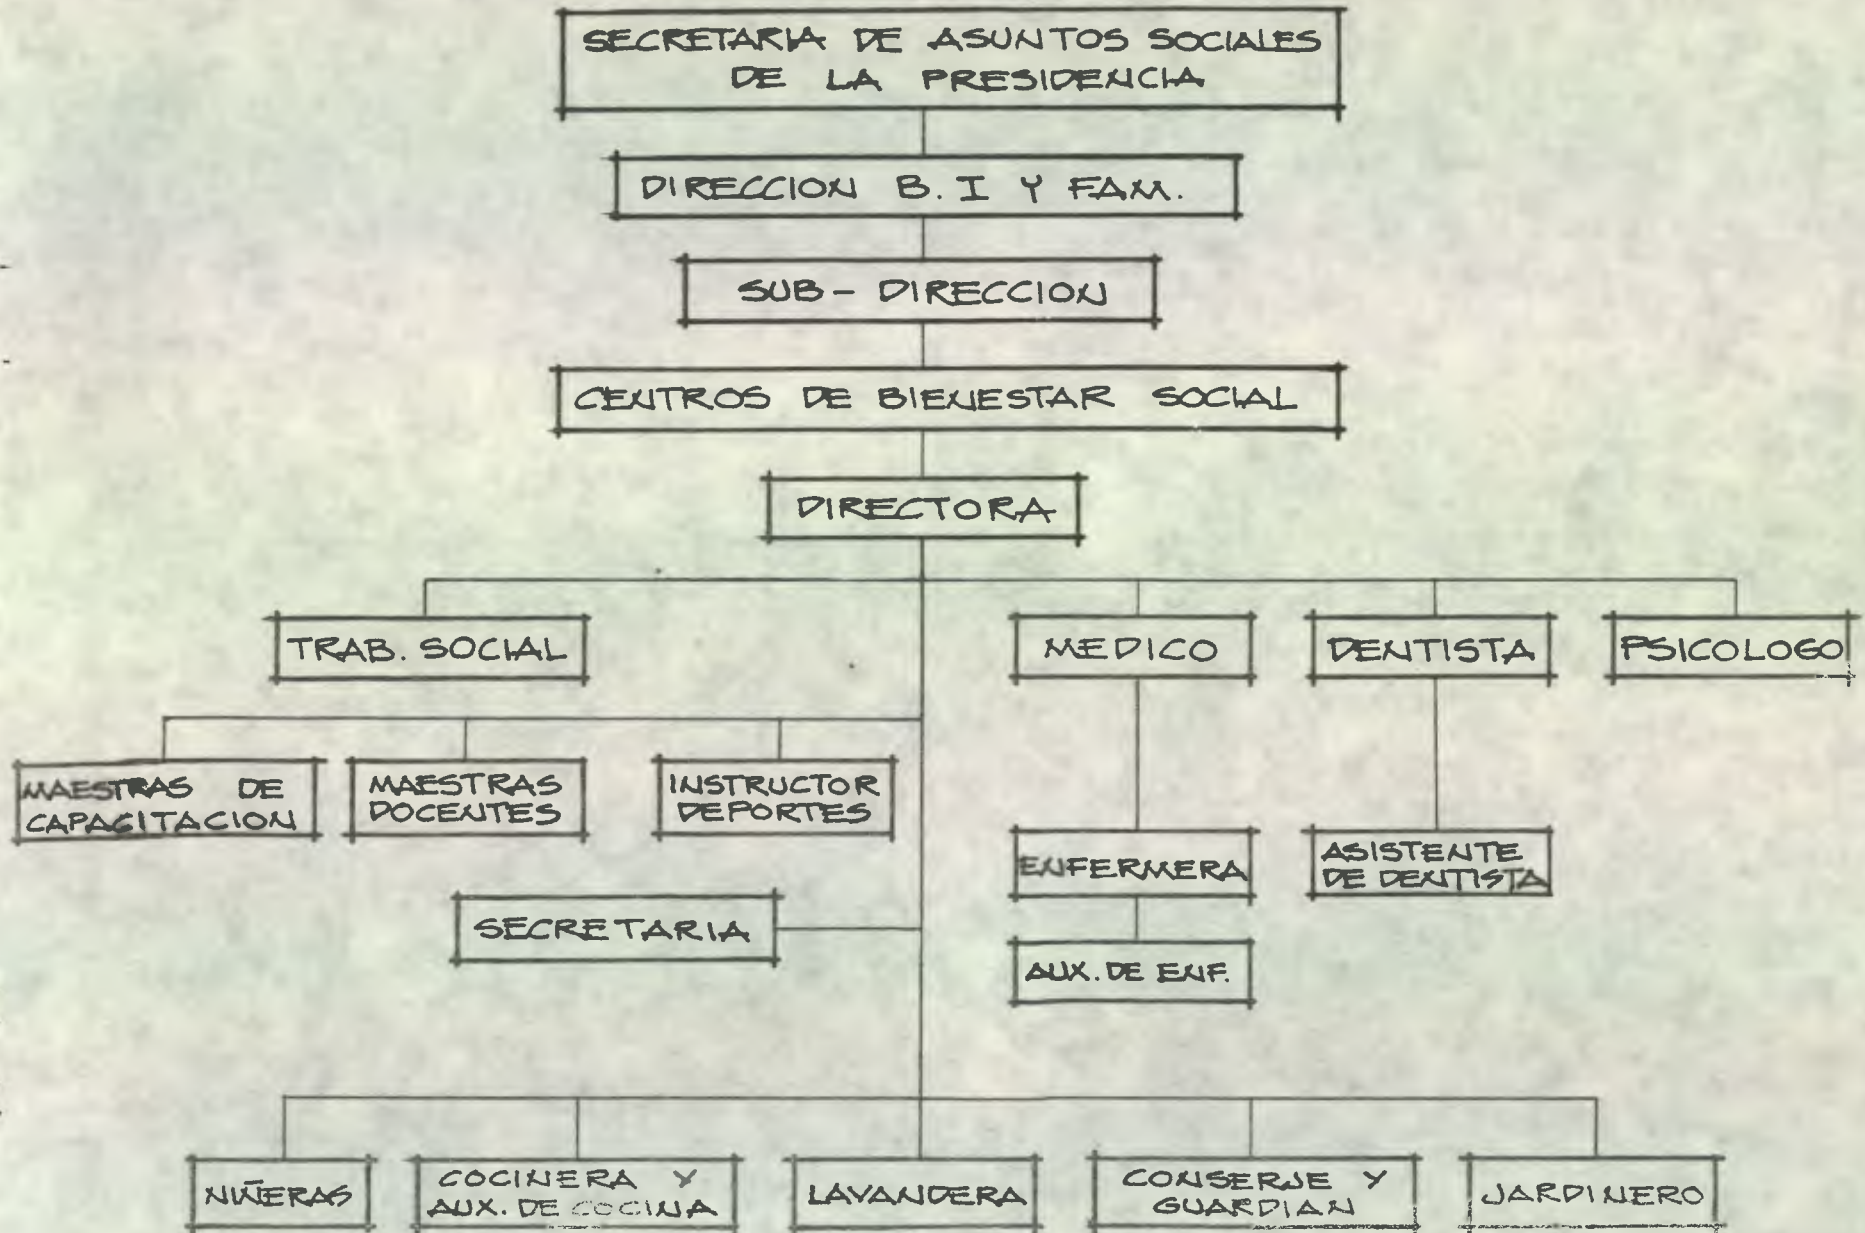 SECRETARIA DE ASUNTOS SOCIALES
DE LA PRESIDENCIA
DIRECCION B. I Y FAM.
SUB - DIRECCION
CENTROS DE BIENESTAR SOCIAL
DIRECTORA
TRAB. SOCIAL
MEDICO
DENTISTA
PSICOLOGO
MAESTRAS DE
CAPACITACION
MAESTRAS
DOCENTES
INSTRUCTOR
DEPORTES
ENFERMERA
ASISTENTE
DE DENTISTA
SECRETARIA
AUX. DE ENF.
NIÑERAS
COCINERA Y
AUX. DE COCINA
LAVANDERA
CONSERJE Y
GUARDIAN
JARDINERO